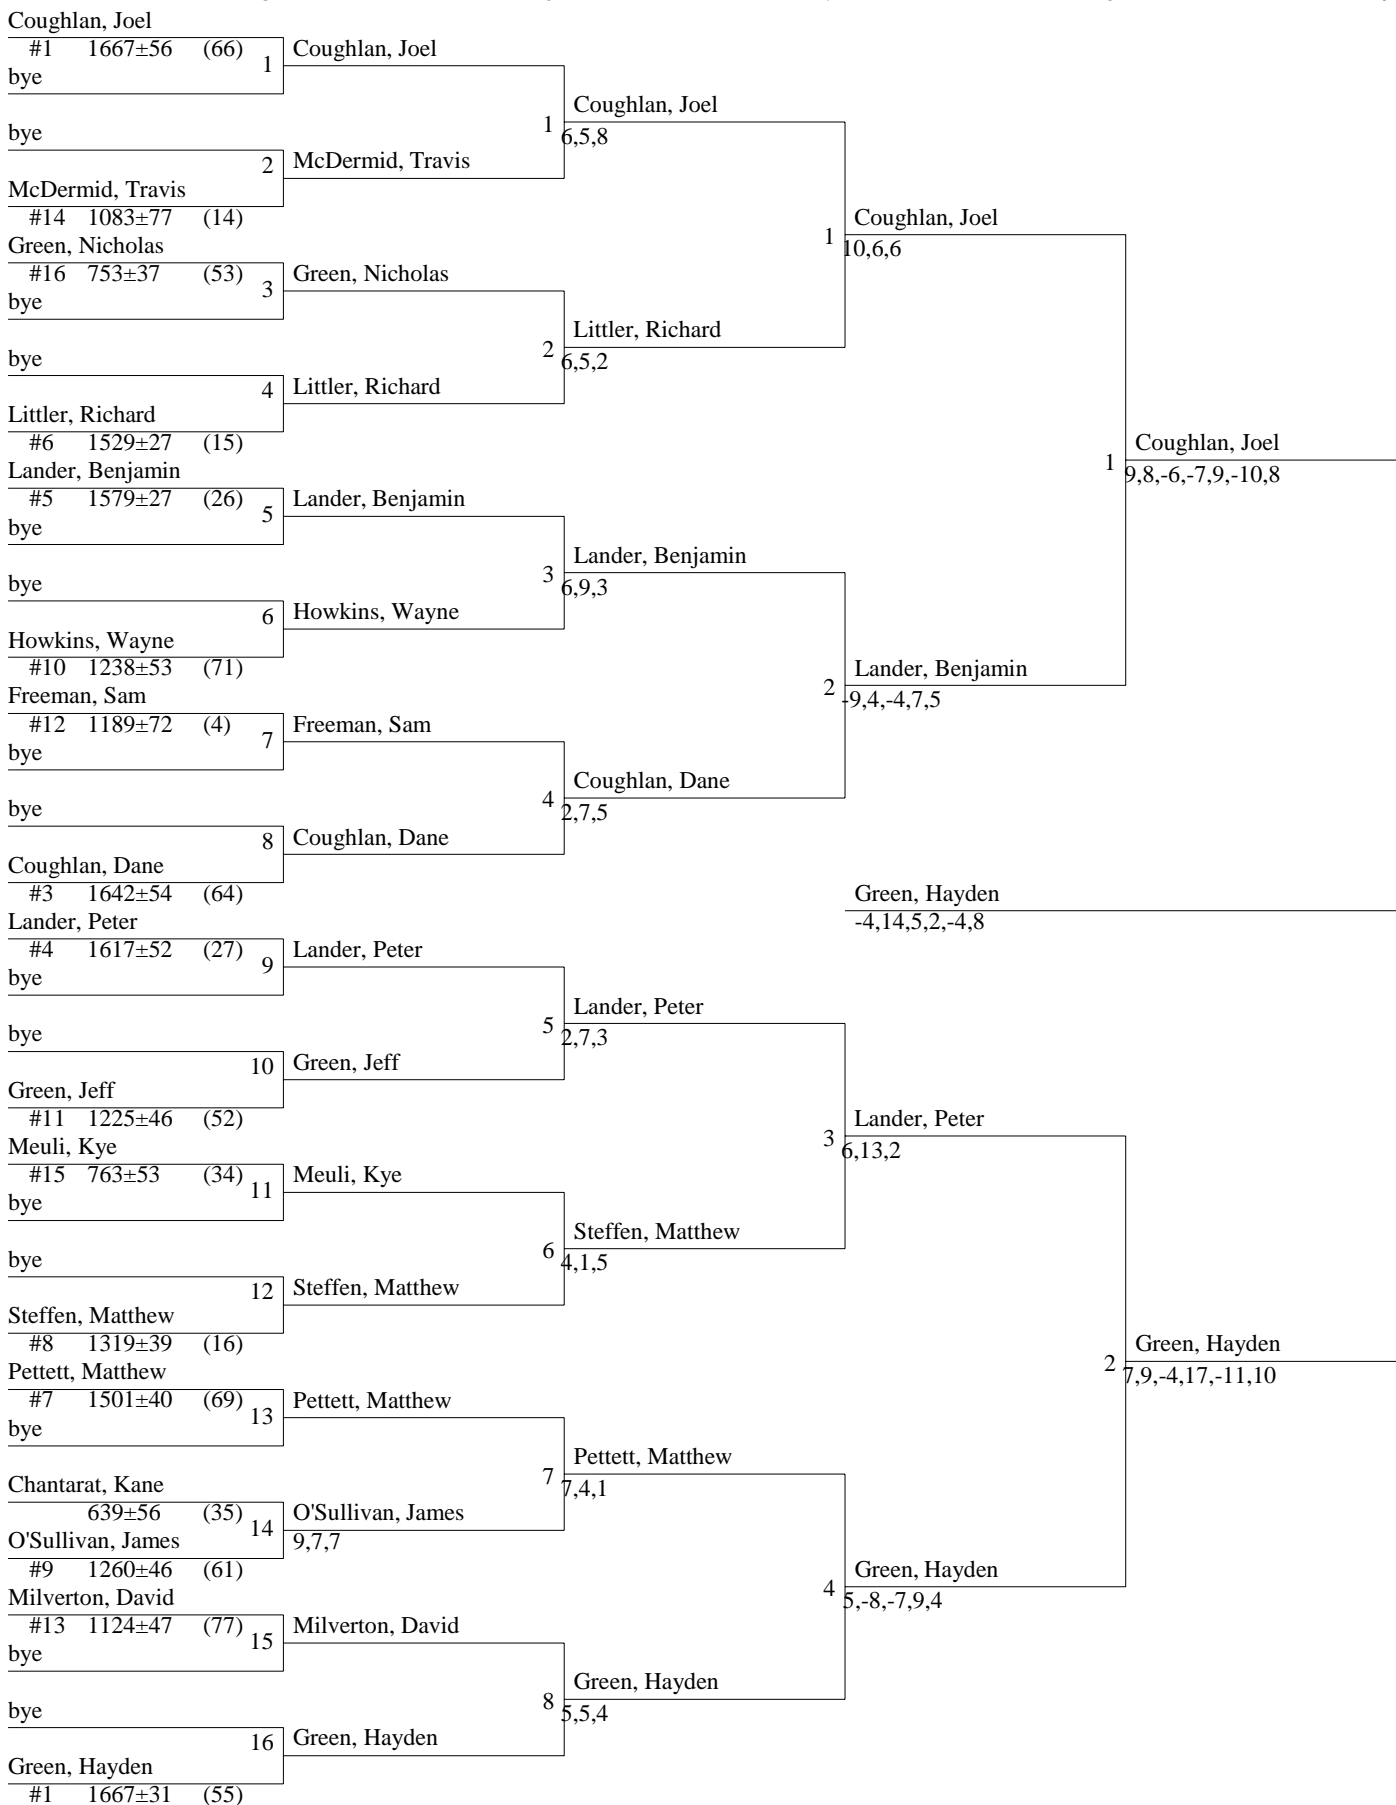 Coughlan, Joel
#1 1667±56 (66)
1
Coughlan, Joel
bye
bye
2
McDermid, Travis
McDermid, Travis
#14 1083±77 (14)
1
Coughlan, Joel
6,5,8
Green, Nicholas
#16 753±37 (53)
3
Green, Nicholas
bye
bye
4
Littler, Richard
Littler, Richard
#6 1529±27 (15)
2
Littler, Richard
6,5,2
1
Coughlan, Joel
10,6,6
Lander, Benjamin
#5 1579±27 (26)
5
Lander, Benjamin
bye
bye
6
Howkins, Wayne
Howkins, Wayne
#10 1238±53 (71)
3
Lander, Benjamin
6,9,3
Freeman, Sam
#12 1189±72 (4)
7
Freeman, Sam
bye
bye
8
Coughlan, Dane
Coughlan, Dane
#3 1642±54 (64)
4
Coughlan, Dane
2,7,5
2
Lander, Benjamin
-9,4,-4,7,5
1
Coughlan, Joel
9,8,-6,-7,9,-10,8
Green, Hayden
-4,14,5,2,-4,8
Lander, Peter
#4 1617±52 (27)
9
Lander, Peter
bye
bye
10
Green, Jeff
Green, Jeff
#11 1225±46 (52)
5
Lander, Peter
2,7,3
Meuli, Kye
#15 763±53 (34)
11
Meuli, Kye
bye
bye
12
Steffen, Matthew
Steffen, Matthew
#8 1319±39 (16)
6
Steffen, Matthew
4,1,5
3
Lander, Peter
6,13,2
Pettett, Matthew
#7 1501±40 (69)
13
Pettett, Matthew
bye
Chantarat, Kane
639±56 (35)
14
O'Sullivan, James
9,7,7
O'Sullivan, James
#9 1260±46 (61)
7
Pettett, Matthew
7,4,1
Milverton, David
#13 1124±47 (77)
15
Milverton, David
bye
bye
16
Green, Hayden
Green, Hayden
#1 1667±31 (55)
8
Green, Hayden
5,5,4
4
Green, Hayden
5,-8,-7,9,4
2
Green, Hayden
7,9,-4,17,-11,10